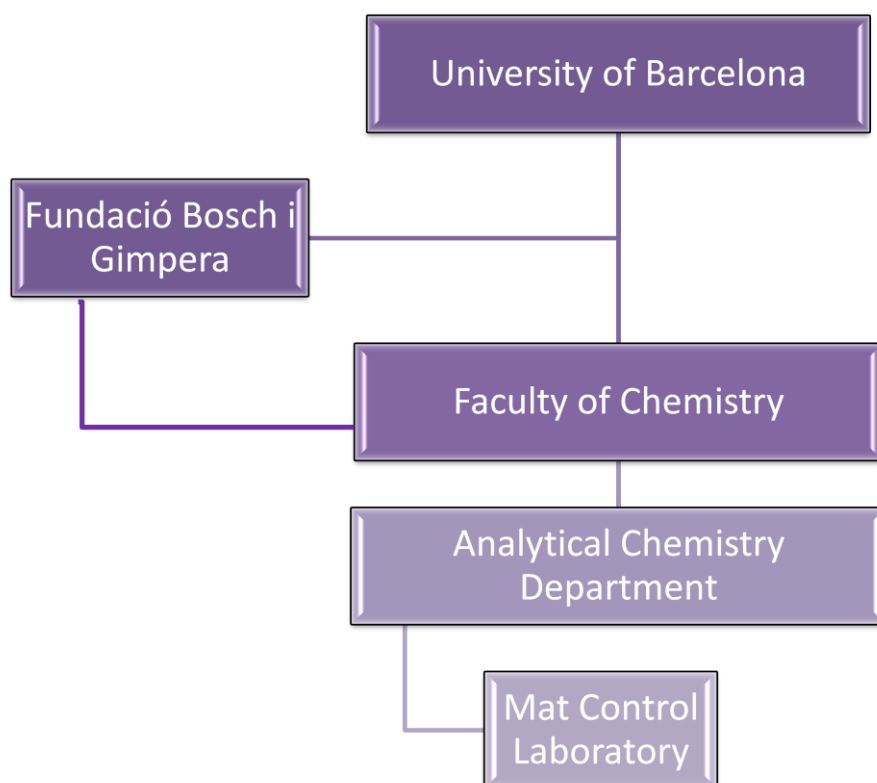 University of Barcelona
Fundació Bosch i
Gimpera
Faculty of Chemistry
Analytical Chemistry
Department
Mat Control
Laboratory